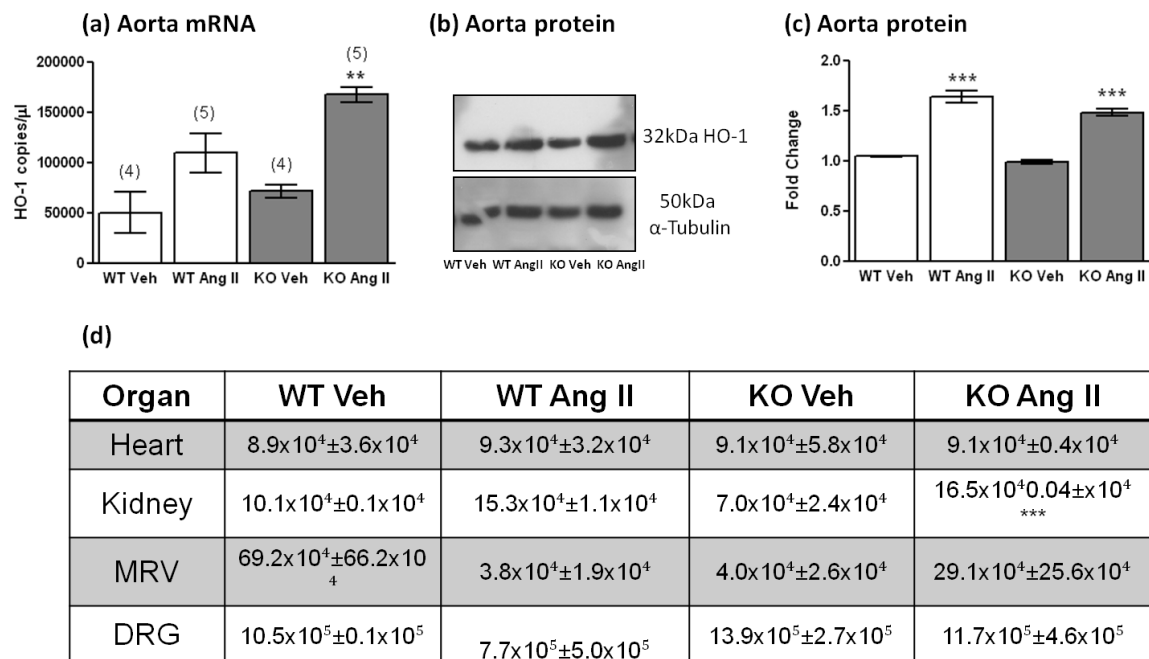 (a) Aorta mRNA
(5)
**
(5)
(4)
(4)
200000
150000
100000
50000
0
HO-1 copies/µl
WT Veh WT Ang II KO Veh KO Ang II
(b) Aorta protein
32kDa HO-1
50kDa
α-Tubulin
WT Veh WT AngII KO Veh KO AngII
(c) Aorta protein
***
***
2.0
1.5
1.0
0.5
0.0
Fold Change
WT Veh WT Ang II KO Veh KO Ang II
(d)
Organ WT Veh WT Ang II KO Veh KO Ang II
Heart 8.9x10⁴±3.6x10⁴ 9.3x10⁴±3.2x10⁴ 9.1x10⁴±5.8x10⁴ 9.1x10⁴±0.4x10⁴
Kidney 10.1x10⁴±0.1x10⁴ 15.3x10⁴±1.1x10⁴ 7.0x10⁴±2.4x10⁴ 16.5x10⁴0.04±x10⁴
***
MRV 69.2x10⁴±66.2x10
⁴ 3.8x10⁴±1.9x10⁴ 4.0x10⁴±2.6x10⁴ 29.1x10⁴±25.6x10⁴
DRG 10.5x10⁵±0.1x10⁵ 7.7x10⁵±5.0x10⁵ 13.9x10⁵±2.7x10⁵ 11.7x10⁵±4.6x10⁵